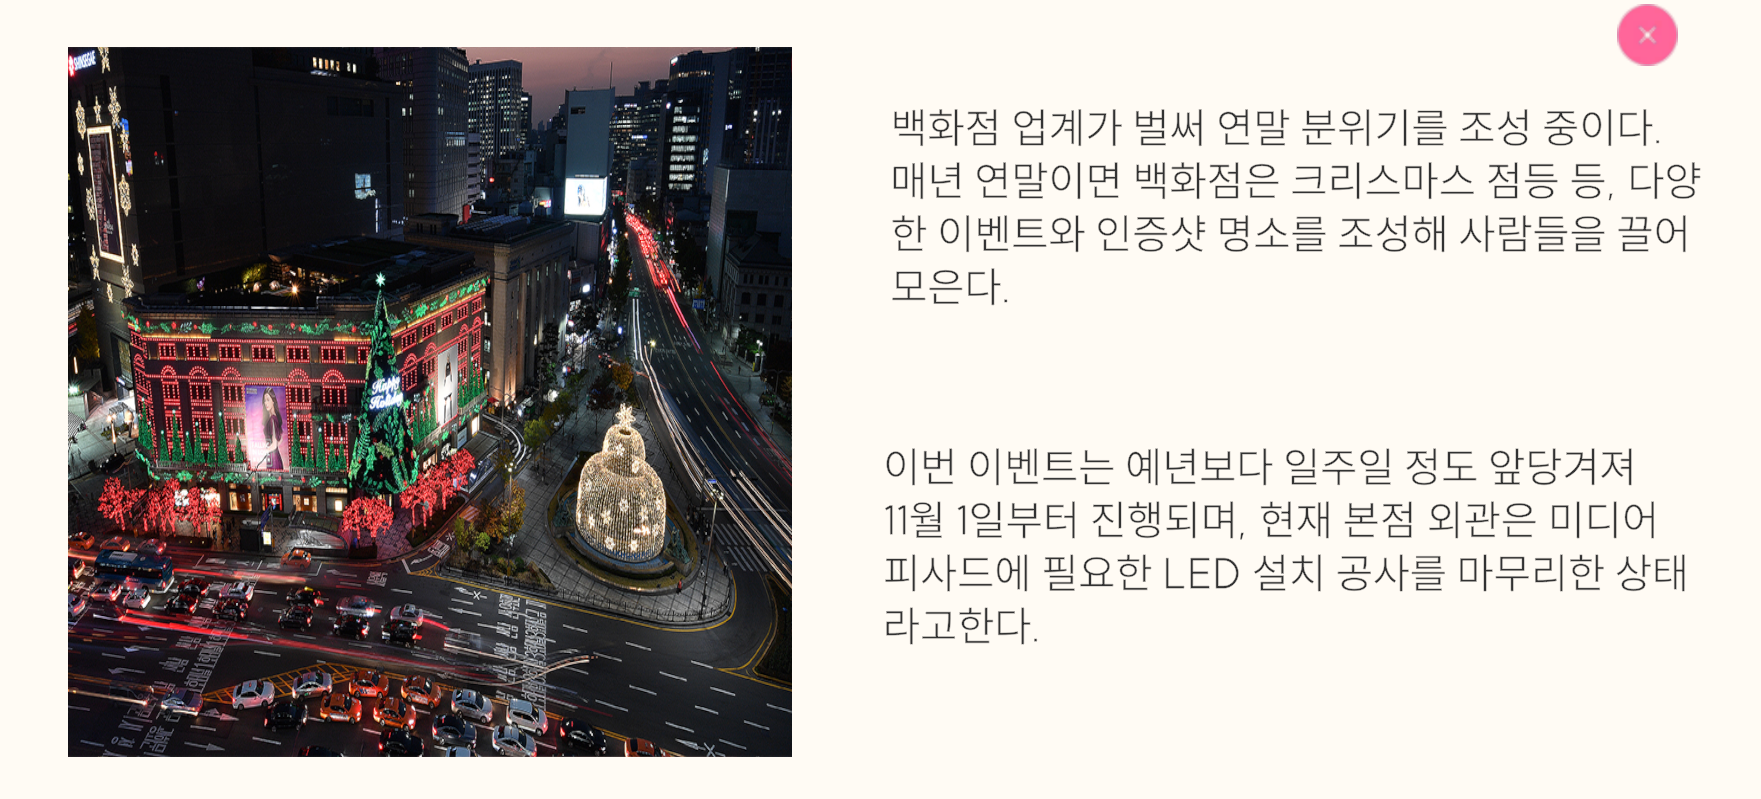 SHINSEGAE
Happy
Holiday
백화점 업계가 벌써 연말 분위기를 조성 중이다.
매년 연말이면 백화점은 크리스마스 점등 등, 다양
한 이벤트와 인증샷 명소를 조성해 사람들을 끌어
모은다.
이번 이벤트는 예년보다 일주일 정도 앞당겨져
11월 1일부터 진행되며, 현재 본점 외관은 미디어
피사드에 필요한 LED 설치 공사를 마무리한 상태
라고한다.